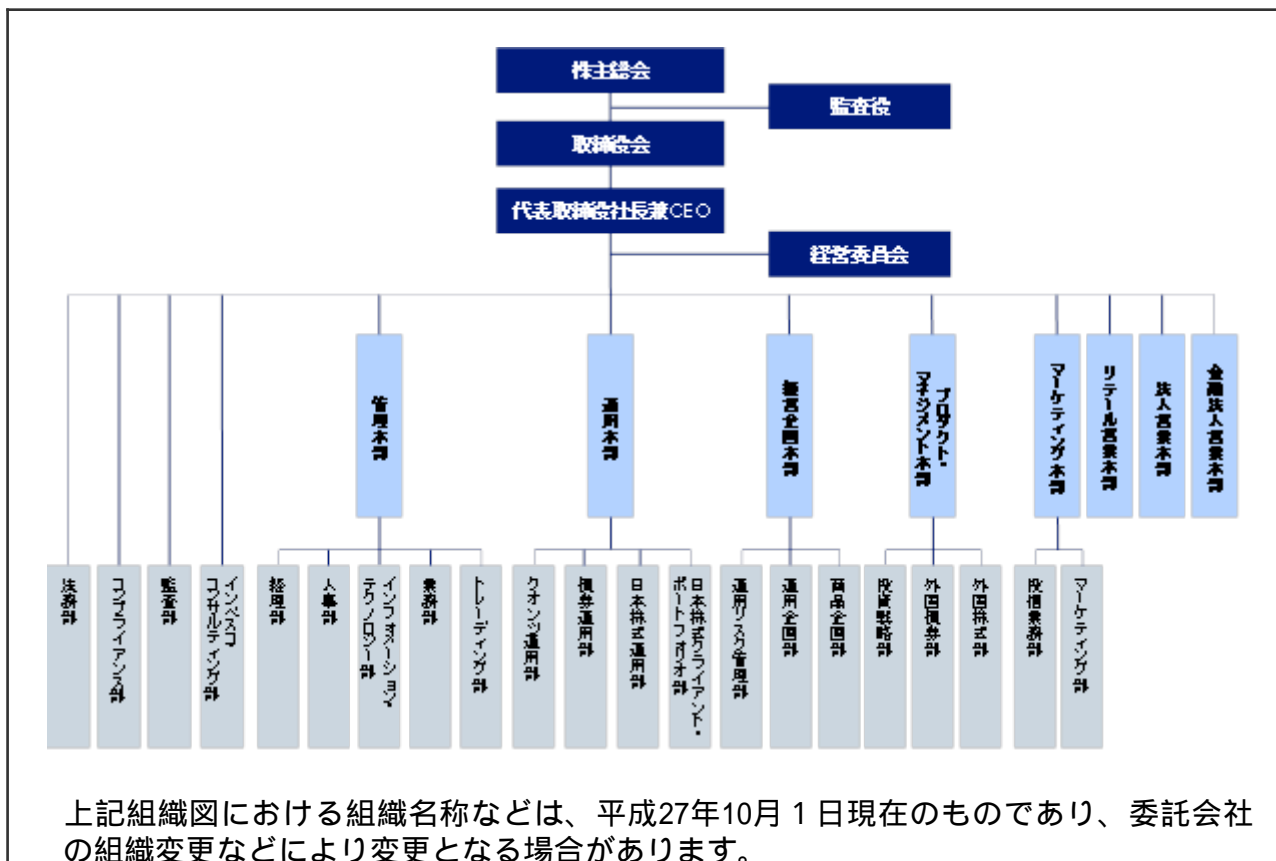 株主総会
監査役
取締役会
代表取締役社長兼CEO
経営委員会
管理本部
運用本部
経営企画本部
プロダクト・
マネジメント本部
マーケティング本部
リテール営業本部
法人営業本部
金融法人営業本部
法務部
コンプライアンス部
監査部
インベスコ
コンサルティング部
経理部
人事部
インフォメーション・
テクノロジー部
業務部
トレーディング部
クオンツ運用部
債券運用部
日本株式運用部
日本株式クライアント・
ポートフォリオ部
運用リスク管理部
運用企画部
商品企画部
投資戦略部
外国債券部
外国株式部
投信業務部
マーケティング部
上記組織図における組織名称などは、平成27年10月1日現在のものであり、委託会社
の組織変更などにより変更となる場合があります。